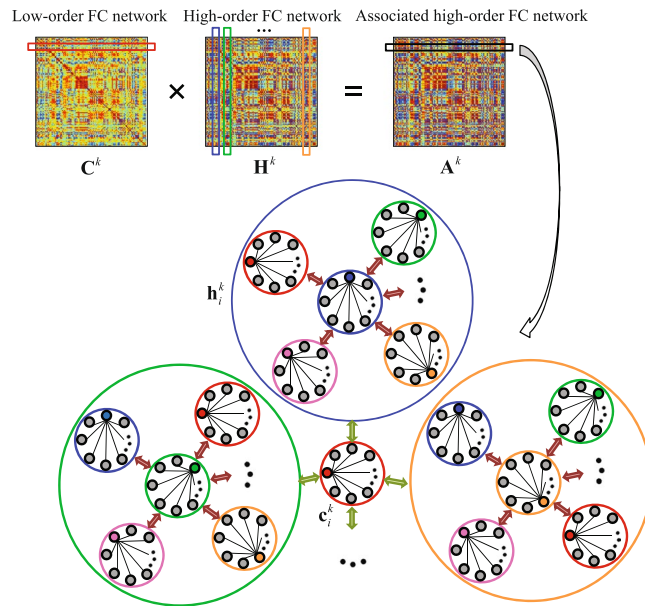 Low-order FC network High-order FC network Associated high-order FC network
...
× =
C^k H^k A^k
h_i^k
c_i^k
...